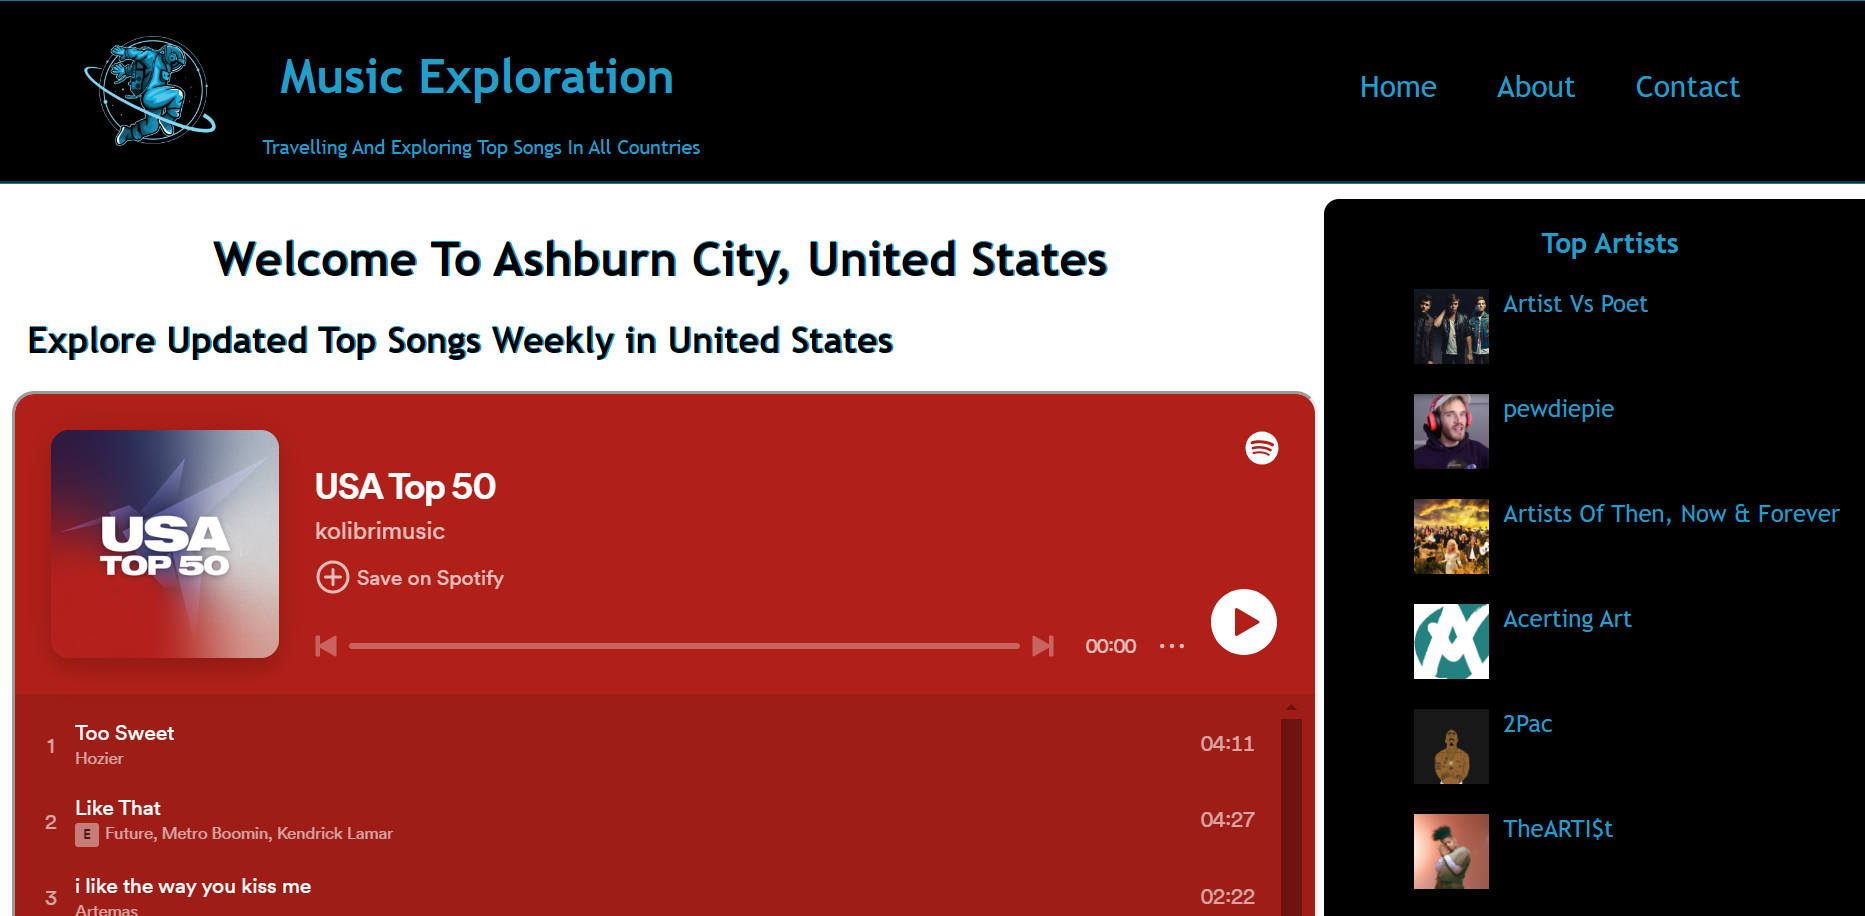 Music Exploration
Travelling And Exploring Top Songs In All Countries
Home About Contact
Welcome To Ashburn City, United States
Explore Updated Top Songs Weekly in United States
USA
TOP 50
USA Top 50
kolibrimusic
Save on Spotify
00:00
1 Too Sweet 04:11
Hozier
2 Like That 04:27
E Future, Metro Boomin, Kendrick Lamar
3 i like the way you kiss me 02:22
Artemas
Top Artists
Artist Vs Poet
pewdiepie
Artists Of Then, Now & Forever
Acerting Art
2Pac
TheARTI$t